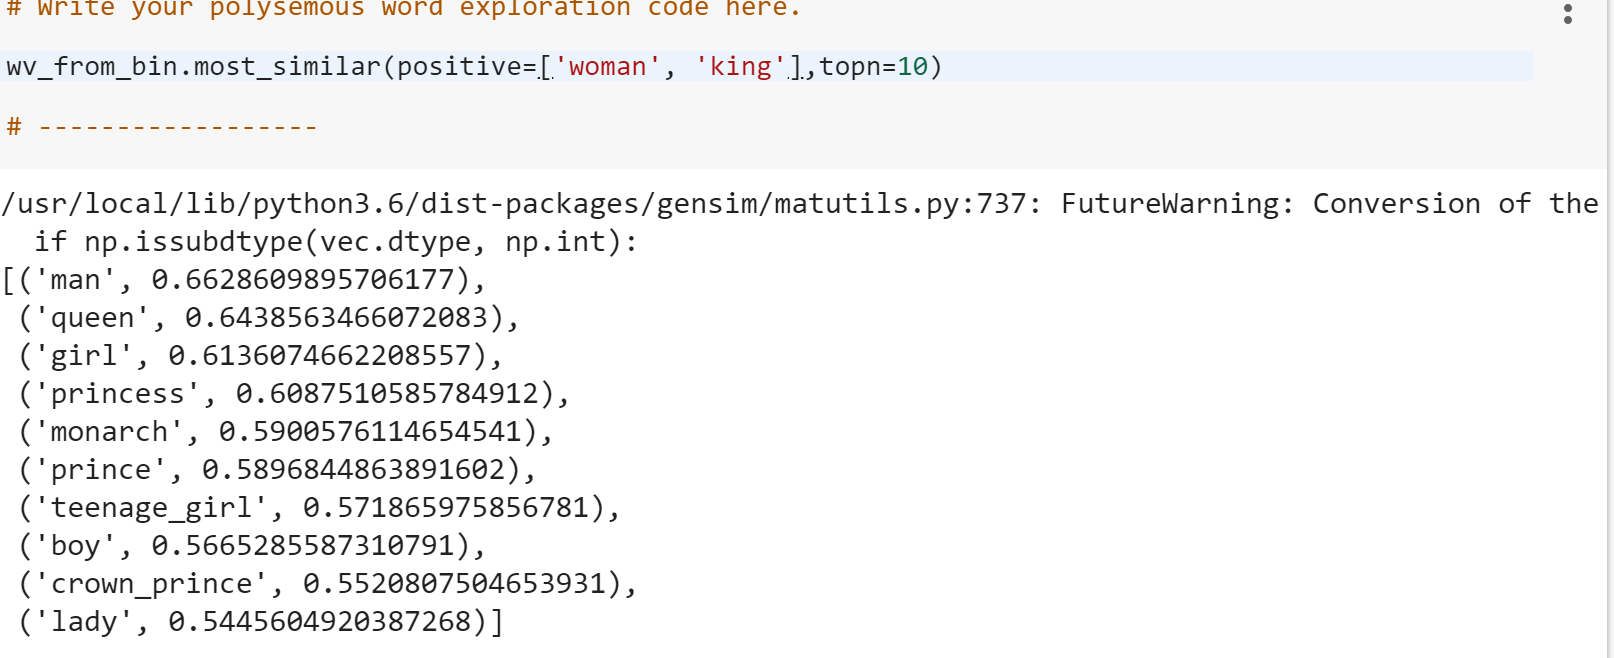 # Write your polysemous word exploration code here.
wv_from_bin.most_similar(positive=['woman', 'king'],topn=10)
# ------------------
/usr/local/lib/python3.6/dist-packages/gensim/matutils.py:737: FutureWarning: Conversion of the
  if np.issubdtype(vec.dtype, np.int):
[('man', 0.6628609895706177),
 ('queen', 0.6438563466072083),
 ('girl', 0.6136074662208557),
 ('princess', 0.6087510585784912),
 ('monarch', 0.5900576114654541),
 ('prince', 0.5896844863891602),
 ('teenage_girl', 0.571865975856781),
 ('boy', 0.5665285587310791),
 ('crown_prince', 0.5520807504653931),
 ('lady', 0.5445604920387268)]